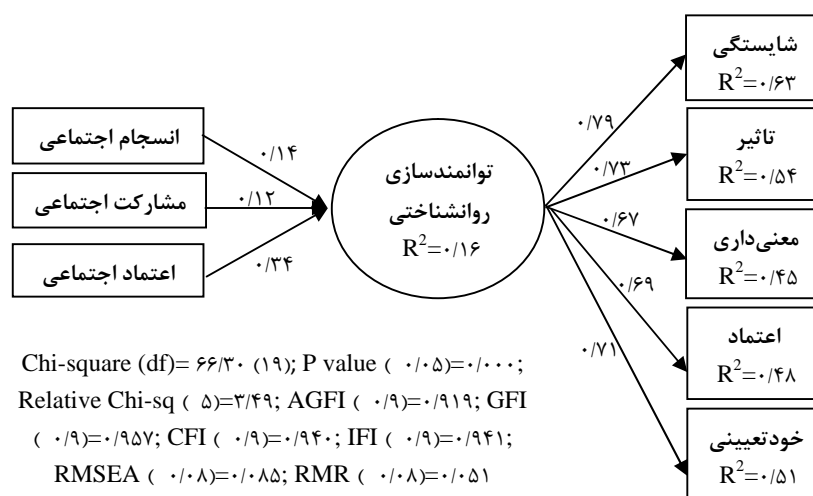 انسجام اجتماعی
مشارکت اجتماعی
اعتماد اجتماعی
۰/۱۴
۰/۱۲
۰/۳۴
توانمندسازی
روانشناختی
R²=۰/۱۶
۰/۷۹
۰/۷۳
۰/۶۷
۰/۶۹
۰/۷۱
شایستگی
R²=۰/۶۳
تاثیر
R²=۰/۵۴
معنی‌داری
R²=۰/۴۵
اعتماد
R²=۰/۴۸
خودتعیینی
R²=۰/۵۱
Chi-square (df)= ۶۶/۳۰ (۱۹); P value ( ۰/۰۵)=۰/۰۰۰;
Relative Chi-sq ( ۵)=۳/۴۹; AGFI ( ۰/۹)=۰/۹۱۹; GFI
( ۰/۹)=۰/۹۵۷; CFI ( ۰/۹)=۰/۹۴۰; IFI ( ۰/۹)=۰/۹۴۱;
RMSEA ( ۰/۰۸)=۰/۰۸۵; RMR ( ۰/۰۸)=۰/۰۵۱